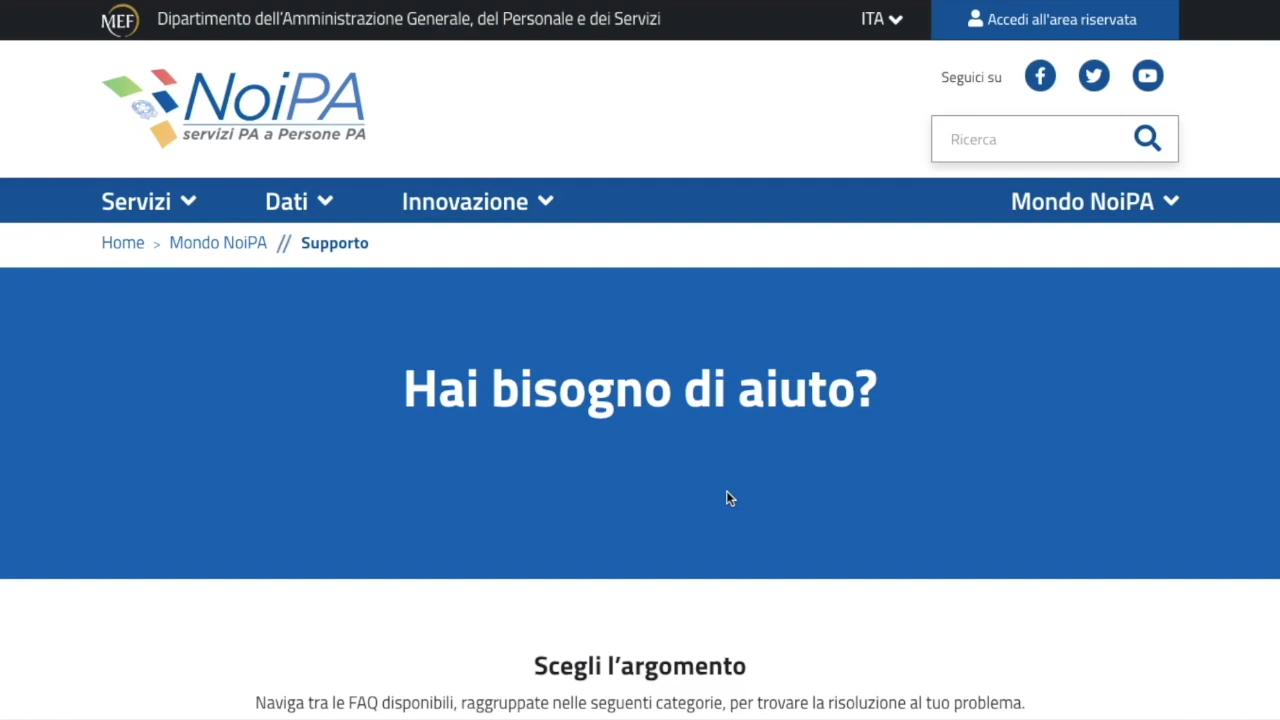 MEF Dipartimento dell'Amministrazione Generale, del Personale e dei Servizi ITA Accedi all'area riservata
NoiPA
servizi PA a Persone PA
Seguici su
Ricerca
Servizi Dati Innovazione Mondo NoiPA
Home > Mondo NoiPA // Supporto
Hai bisogno di aiuto?
Scegli l'argomento
Naviga tra le FAQ disponibili, raggruppate nelle seguenti categorie, per trovare la risoluzione al tuo problema.